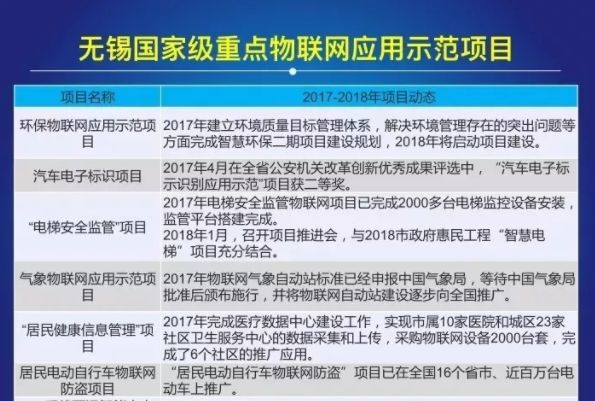 无锡国家级重点物联网应用示范项目
项目名称
2017-2018年项目动态
环保物联网应用示范项
目
2017年建立环境质量目标管理体系，解决环境管理存在的突出问题等
方面完成智慧环保二期项目建设规划，2018年将启动项目建设。
汽车电子标识项目
2017年4月在全省公安机关改革创新优秀成果评选中，“汽车电子标
示识别应用示范”项目获二等奖。
“电梯安全监管”项目
2017年电梯安全监管物联网项目已完成2000多台电梯监控设备安装，
监管平台搭建完成。
2018年1月，召开项目推进会，与2018市政府惠民工程“智慧电
梯”项目充分结合。
气象物联网应用示范项
目
2017年物联网气象自动站标准已经申报中国气象局，等待中国气象局
批准后颁布施行，并将物联网自动站建设逐步向全国推广。
“居民健康信息管理”项
目
2017年完成医疗数据中心建设工作，实现市属10家医院和城区23家
社区卫生服务中心的数据采集和上传，采购物联网设备2000台套，完
成了6个社区的推广应用。
居民电动自行车物联网
防盗项目
“居民电动自行车物联网防盗”项目已在全国16个省市、近百万台电
动车上推广。